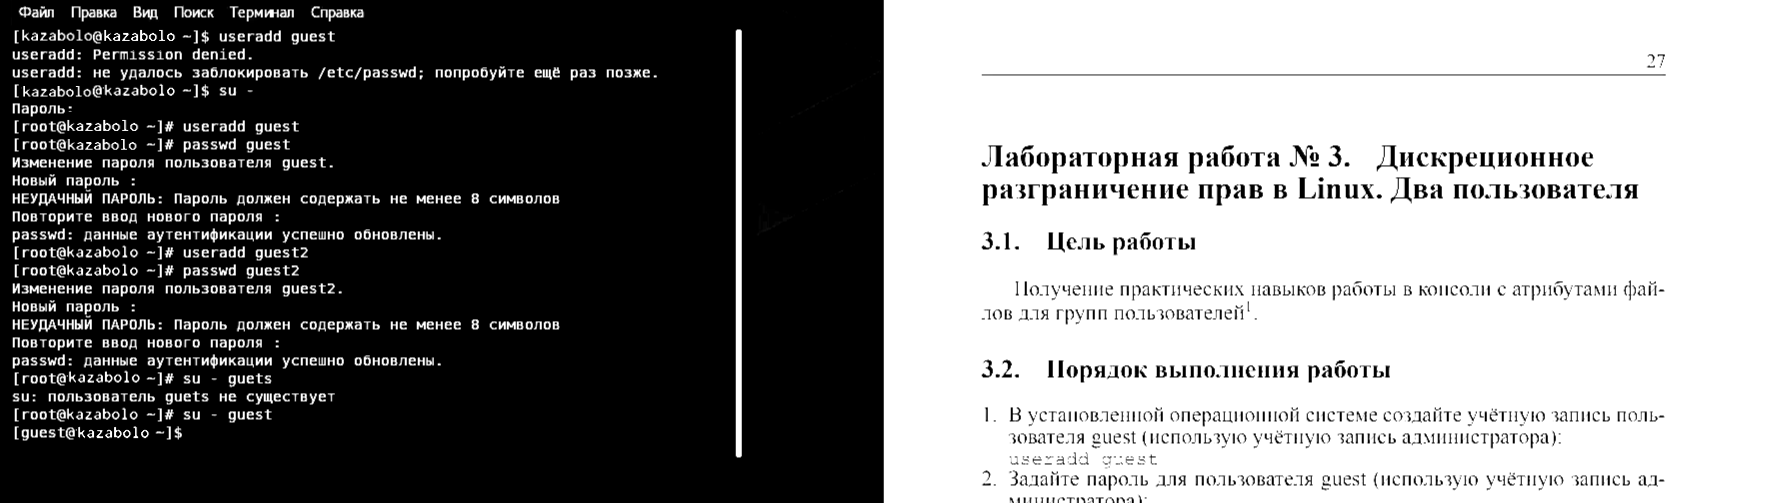 Файл Правка Вид Поиск Терминал Справка
[kazabolo@kazabolo ~]$ useradd guest
useradd: Permission denied.
useradd: не удалось заблокировать /etc/passwd; попробуйте ещё раз позже.
[kazabolo@kazabolo ~]$ su -
Пароль:
[root@kazabolo ~]# useradd guest
[root@kazabolo ~]# passwd guest
Изменение пароля пользователя guest.
Новый пароль :
НЕУДАЧНЫЙ ПАРОЛЬ: Пароль должен содержать не менее 8 символов
Повторите ввод нового пароля :
passwd: данные аутентификации успешно обновлены.
[root@kazabolo ~]# useradd guest2
[root@kazabolo ~]# passwd guest2
Изменение пароля пользователя guest2.
Новый пароль :
НЕУДАЧНЫЙ ПАРОЛЬ: Пароль должен содержать не менее 8 символов
Повторите ввод нового пароля :
passwd: данные аутентификации успешно обновлены.
[root@kazabolo ~]# su - guets
su: пользователь guets не существует
[root@kazabolo ~]# su - guest
[guest@kazabolo ~]$
27
Лабораторная работа № 3. Дискреционное
разграничение прав в Linux. Два пользователя
3.1. Цель работы
Получение практических навыков работы в консоли с атрибутами фай-
лов для групп пользователей¹.
3.2. Порядок выполнения работы
1. В установленной операционной системе создайте учётную запись поль-
зователя guest (использую учётную запись администратора):
useradd guest
2. Задайте пароль для пользователя guest (использую учётную запись ад-
министратора):